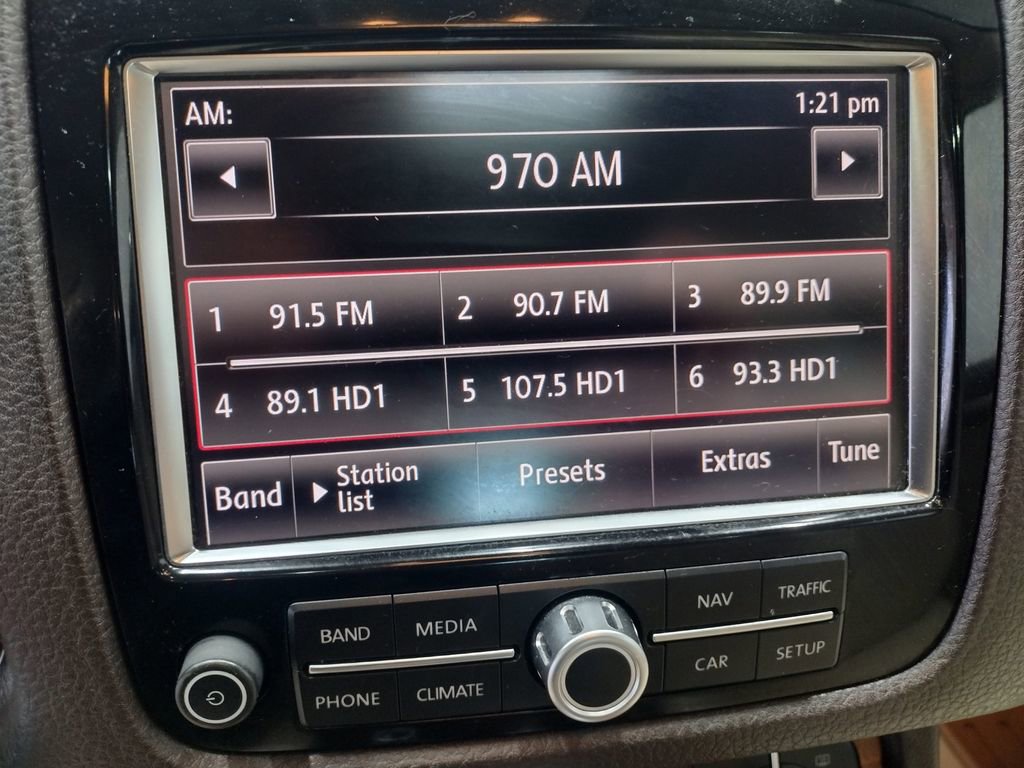 AM:
1:21 pm
970 AM
1 91.5 FM
2 90.7 FM
3 89.9 FM
4 89.1 HD1
5 107.5 HD1
6 93.3 HD1
Band
Station
list
Presets
Extras
Tune
BAND
MEDIA
NAV
TRAFFIC
PHONE
CLIMATE
CAR
SETUP